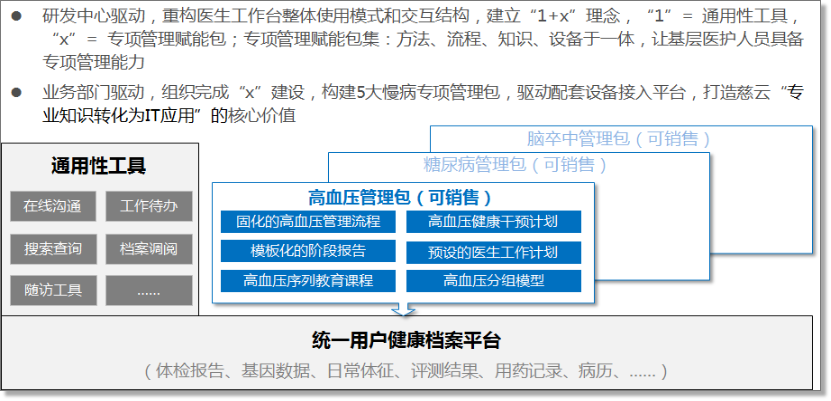 ● 研发中心驱动，重构医生工作台整体使用模式和交互结构，建立“1+x”理念，“1”= 通用性工具，
“x”= 专项管理赋能包；专项管理赋能包集：方法、流程、知识、设备于一体，让基层医护人员具备
专项管理能力
● 业务部门驱动，组织完成“x”建设，构建5大慢病专项管理包，驱动配套设备接入平台，打造慈云“专
业知识转化为IT应用”的核心价值
通用性工具
在线沟通 工作待办
搜索查询 档案调阅
随访工具 ......
脑卒中管理包（可销售）
糖尿病管理包（可销售）
高血压管理包（可销售）
固化的高血压管理流程 高血压健康干预计划
模板化的阶段报告 预设的医生工作计划
高血压序列教育课程 高血压分组模型
统一用户健康档案平台
（体检报告、基因数据、日常体征、评测结果、用药记录、病历、......）